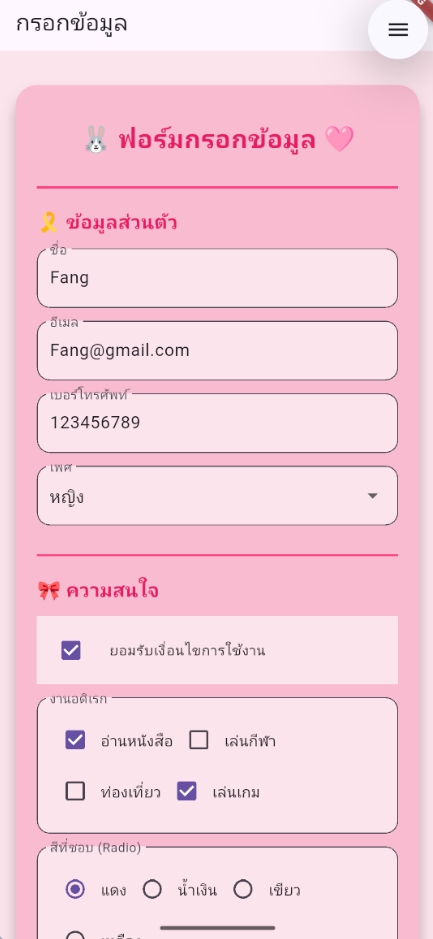 กรอกข้อมูล
🐰 ฟอร์มกรอกข้อมูล 🩷
🎗️ ข้อมูลส่วนตัว
ชื่อ
Fang
อีเมล
Fang@gmail.com
เบอร์โทรศัพท์
123456789
เพศ
หญิง
🎀 ความสนใจ
ยอมรับเงื่อนไขการใช้งาน
งานอดิเรก
อ่านหนังสือ เล่นกีฬา
ท่องเที่ยว เล่นเกม
สีที่ชอบ (Radio)
แดง น้ำเงิน เขียว